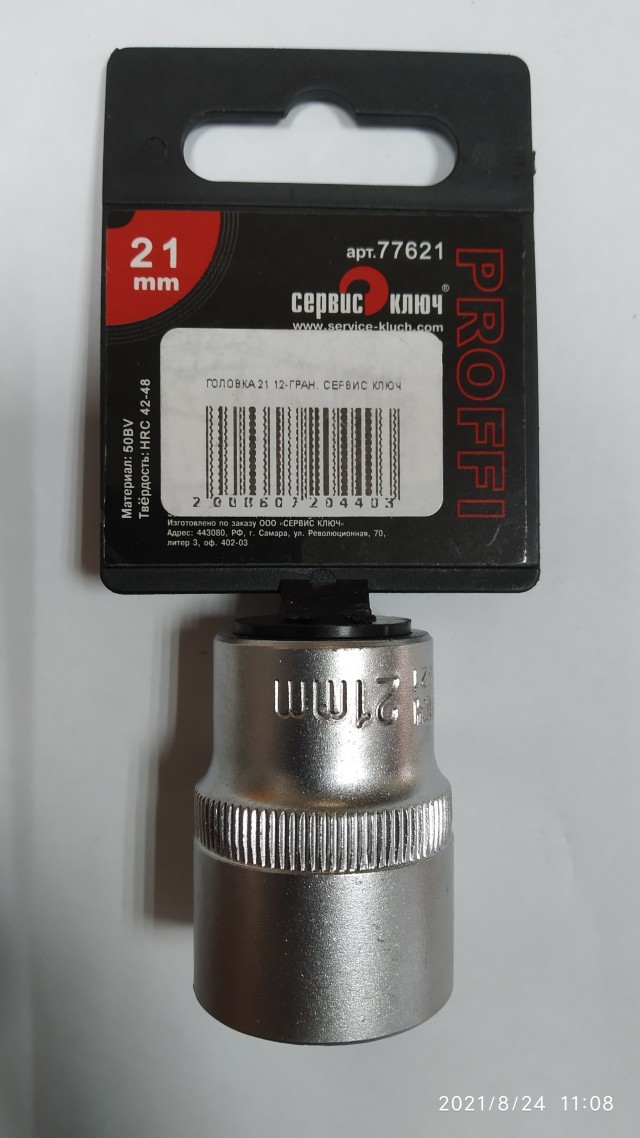 21
mm
арт.77621
сервис ключ®
www.service-kluch.com
PROFFI
ГОЛОВКА 21 12-ГРАН. СЕРВИС КЛЮЧ
2000607204403
Материал: 50BV
Твёрдость: HRC 42-48
Изготовлено по заказу ООО «СЕРВИС КЛЮЧ»
Адрес: 443080, РФ, г. Самара, ул. Революционная, 70,
литер 3, оф. 402-03
21mm
2021/8/24 11:08